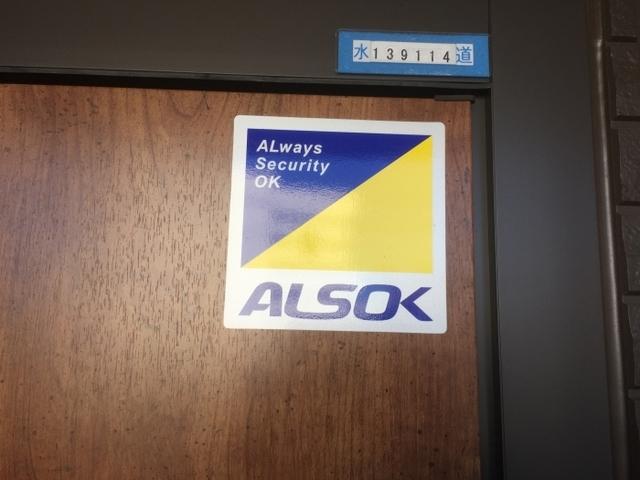 水139114道
ALways
Security
OK
ALSOK